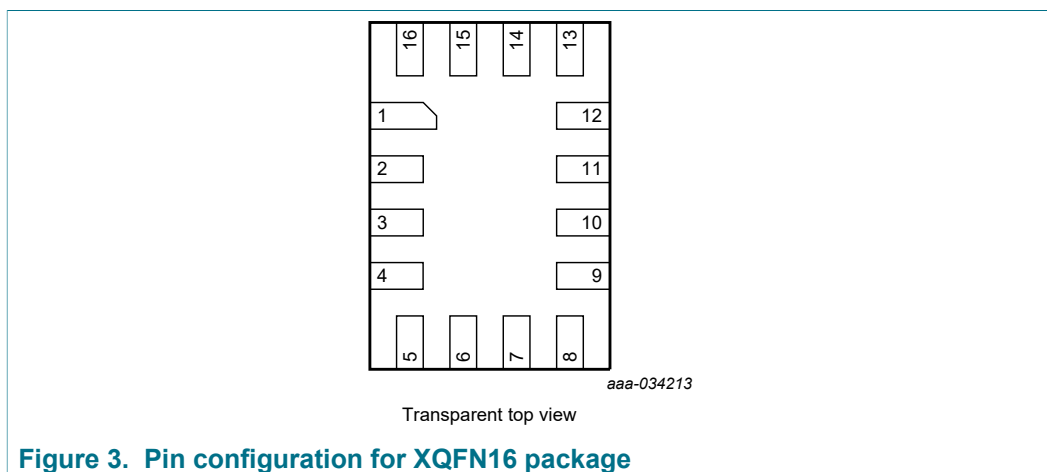 16 15 14 13
1 12
2 11
3 10
4 9
5 6 7 8
aaa-034213
Transparent top view
Figure 3. Pin configuration for XQFN16 package